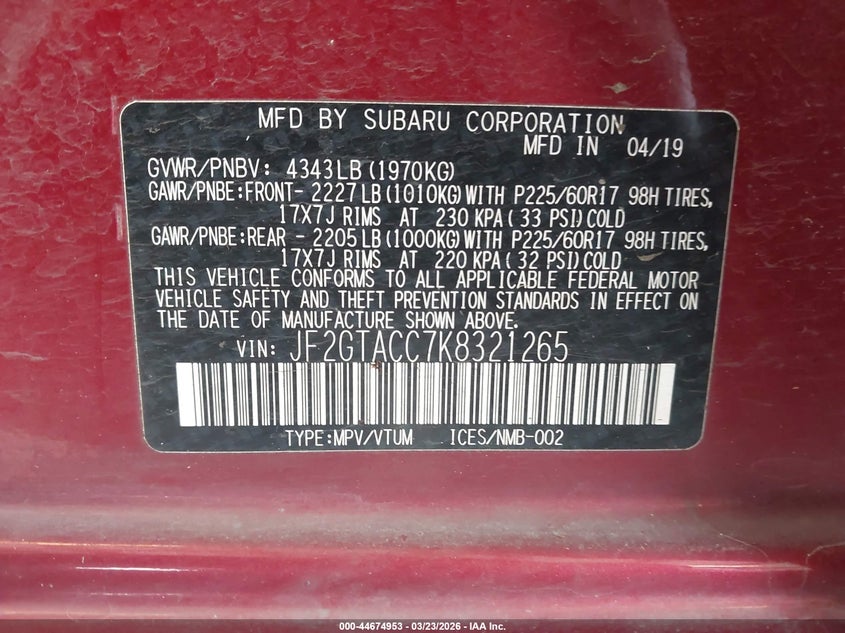 MFD BY SUBARU CORPORATION
MFD IN 04/19
GVWR/PNBV: 4343LB (1970KG)
GAWR/PNBE:FRONT- 2227LB (1010KG) WITH P225/60R17 98H TIRES,
17X7J RIMS AT 230 KPA( 33 PSI) COLD
GAWR/PNBE:REAR - 2205LB (1000KG) WITH P225/60R17 98H TIRES,
17X7J RIMS AT 220 KPA( 32 PSI) COLD
THIS VEHICLE CONFORMS TO ALL APPLICABLE FEDERAL MOTOR
VEHICLE SAFETY AND THEFT PREVENTION STANDARDS IN EFFECT ON
THE DATE OF MANUFACTURE SHOWN ABOVE.
VIN: JF2GTACC7K8321265
TYPE:MPV/VTUM ICES/NMB-002
000-44674953 - 03/23/2026 - IAA Inc.